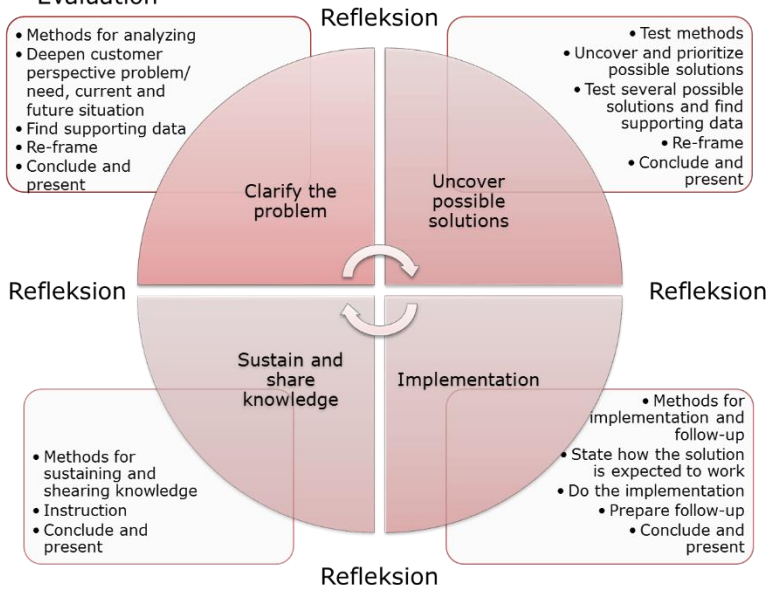 Evaluation
Refleksion
• Methods for analyzing
• Deepen customer
perspective problem/
need, current and
future situation
• Find supporting data
• Re-frame
• Conclude and
present
• Test methods
• Uncover and prioritize
possible solutions
• Test several possible
solutions and find
supporting data
• Re-frame
• Conclude and
present
Clarify the
problem
Uncover
possible
solutions
Refleksion
Refleksion
Sustain and
share
knowledge
Implementation
• Methods for
sustaining and
shearing knowledge
• Instruction
• Conclude and
present
• Methods for
implementation and
follow-up
• State how the solution
is expected to work
• Do the implementation
• Prepare follow-up
• Conclude and
present
Refleksion